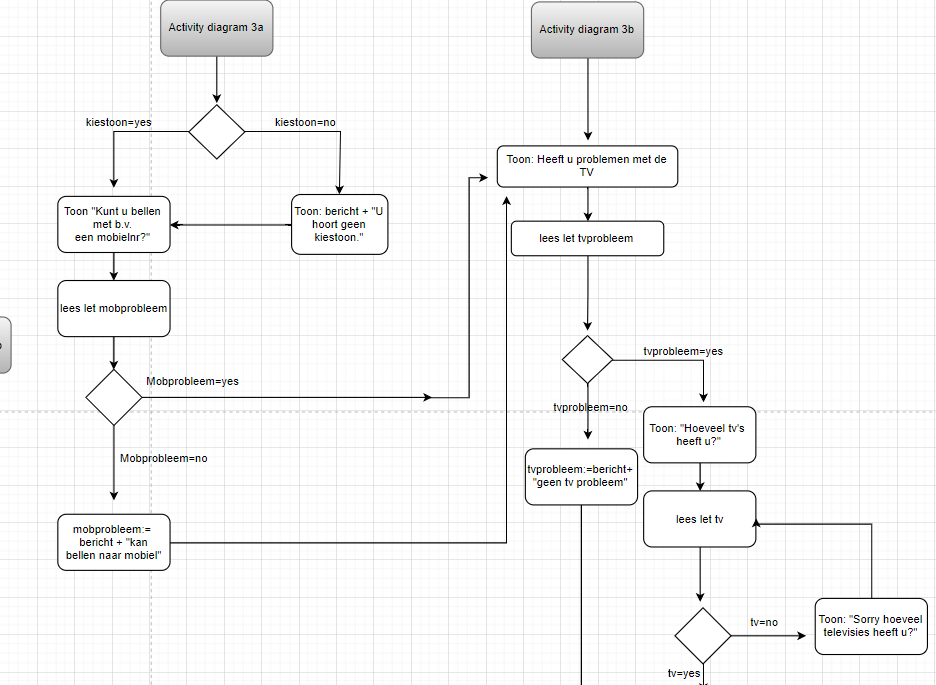 Activity diagram 3a
kiestoon=yes
kiestoon=no
Toon "Kunt u bellen
met b.v.
een mobielnr?"
Toon: bericht + "U
hoort geen
kiestoon."
lees let mobprobleem
Mobprobleem=yes
Mobprobleem=no
mobprobleem:=
bericht + "kan
bellen naar mobiel"
Activity diagram 3b
Toon: Heeft u problemen met de
TV
lees let tvprobleem
tvprobleem=yes
tvprobleem=no
Toon: "Hoeveel tv's
heeft u?"
tvprobleem:=bericht+
"geen tv probleem"
lees let tv
tv=no
Toon: "Sorry hoeveel
televisies heeft u?"
tv=yes